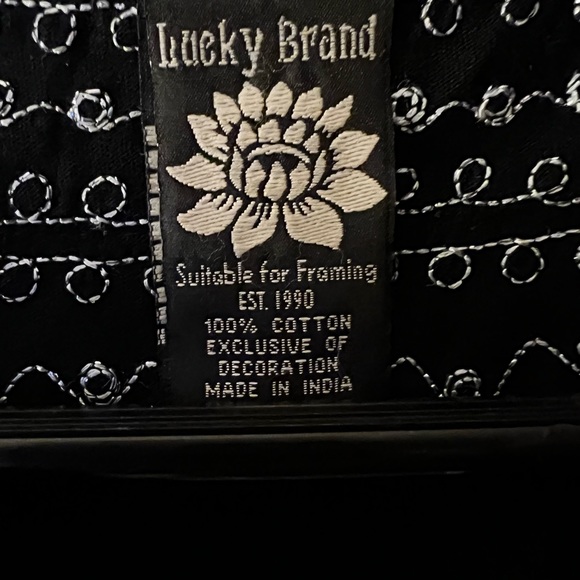 Lucky Brand
Suitable for Framing
EST. 1990
100% COTTON
EXCLUSIVE OF
DECORATION
MADE IN INDIA